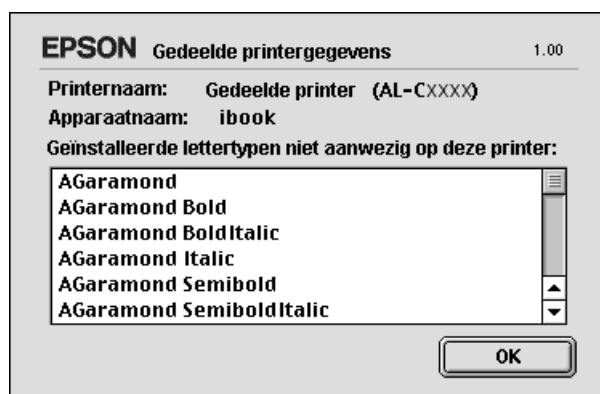 EPSON Gedeelde printergegevens 1.00
Printernaam: Gedeelde printer (AL-CXXXX)
Apparaatnaam: ibook
Geïnstalleerde lettertypen niet aanwezig op deze printer:
AGaramond
AGaramond Bold
AGaramond BoldItalic
AGaramond Italic
AGaramond Semibold
AGaramond SemiboldItalic
OK